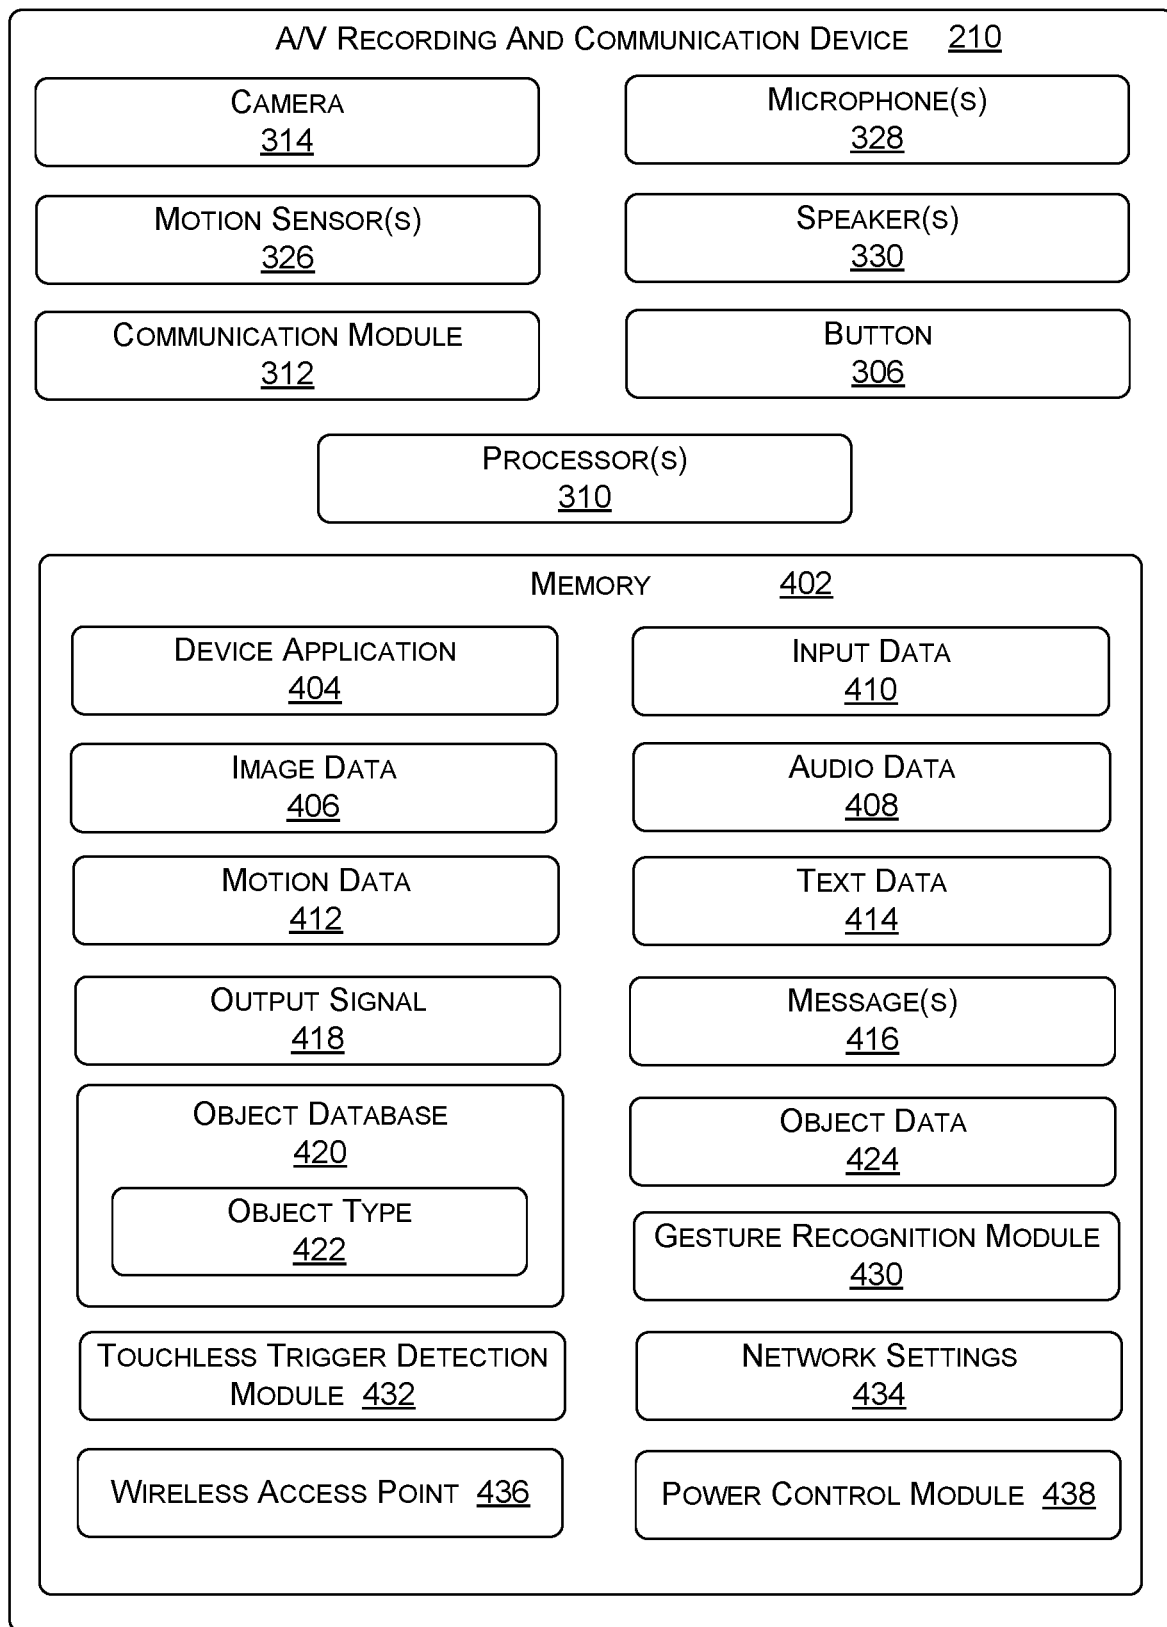 A/V RECORDING AND COMMUNICATION DEVICE 210
CAMERA
314
MICROPHONE(S)
328
MOTION SENSOR(S)
326
SPEAKER(S)
330
COMMUNICATION MODULE
312
BUTTON
306
PROCESSOR(S)
310
MEMORY 402
DEVICE APPLICATION
404
INPUT DATA
410
IMAGE DATA
406
AUDIO DATA
408
MOTION DATA
412
TEXT DATA
414
OUTPUT SIGNAL
418
MESSAGE(S)
416
OBJECT DATABASE
420
OBJECT TYPE
422
OBJECT DATA
424
GESTURE RECOGNITION MODULE
430
TOUCHLESS TRIGGER DETECTION
MODULE 432
NETWORK SETTINGS
434
WIRELESS ACCESS POINT 436
POWER CONTROL MODULE 438